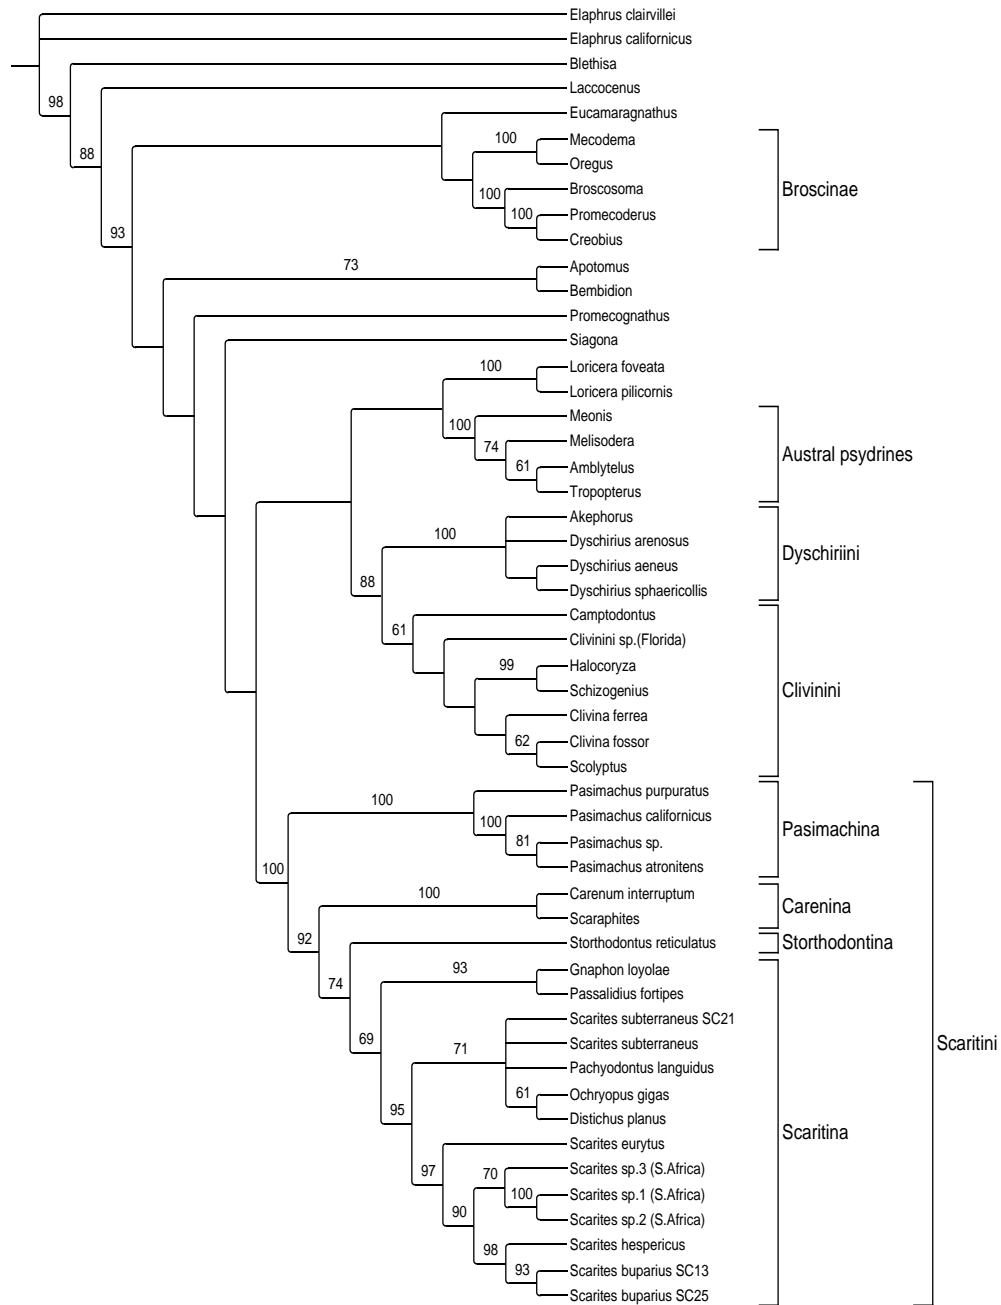 Elaphrus clairvillei
Elaphrus californicus
Blethisa
Laccocenus
98
Eucamaragnathus
Mecodema
100
Oregus
88
Broscosoma
100
Broscinae
Promecoderus
100
Creobius
93
Apotomus
73
Bembidion
Promecognathus
Siagona
Loricera foveata
100
Loricera pilicornis
Meonis
100
Melisodera
74
Austral psydrines
Amblytelus
61
Tropopterus
Akephorus
100
Dyschirius arenosus
Dyschiriini
Dyschirius aeneus
88
Dyschirius sphaericollis
Camptodontus
61
Clivinini sp.(Florida)
Halocoryza
99
Schizogenius
Clivinini
Clivina ferrea
Clivina fossor
62
Scolyptus
Pasimachus purpuratus
100
Pasimachus californicus
100
Pasimachina
Pasimachus sp.
81
Pasimachus atronitens
100
Carenum interruptum
100
Carenina
Scaraphites
92
Storthodontus reticulatus
Storthodontina
Gnaphon loyolae
93
74
Passalidius fortipes
Scarites subterraneus SC21
69
Scarites subterraneus
71
Scaritini
Pachyodontus languidus
Ochryopus gigas
61
Distichus planus
95
Scaritina
Scarites eurytus
Scarites sp.3 (S.Africa)
97
70
Scarites sp.1 (S.Africa)
100
Scarites sp.2 (S.Africa)
90
Scarites hespericus
98
Scarites buparius SC13
93
Scarites buparius SC25